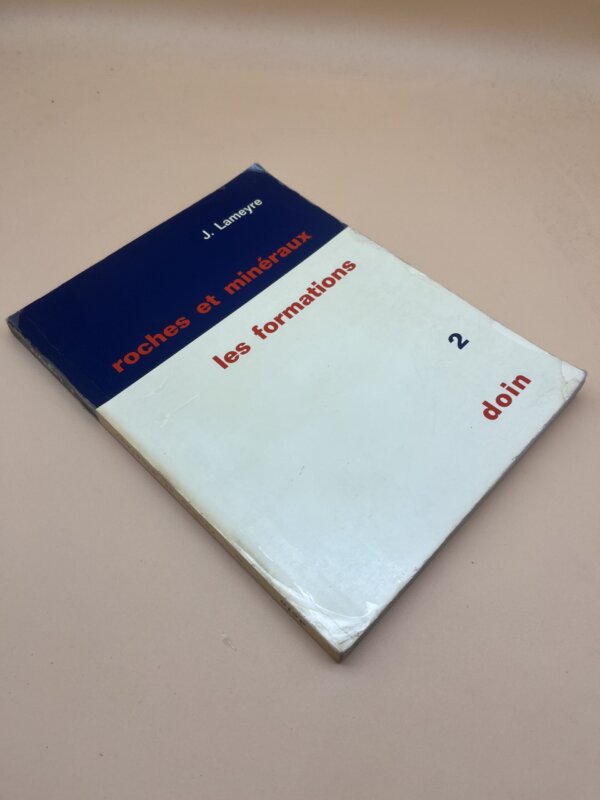 J. Lameyre
roches et minéraux
les formations
2
doin